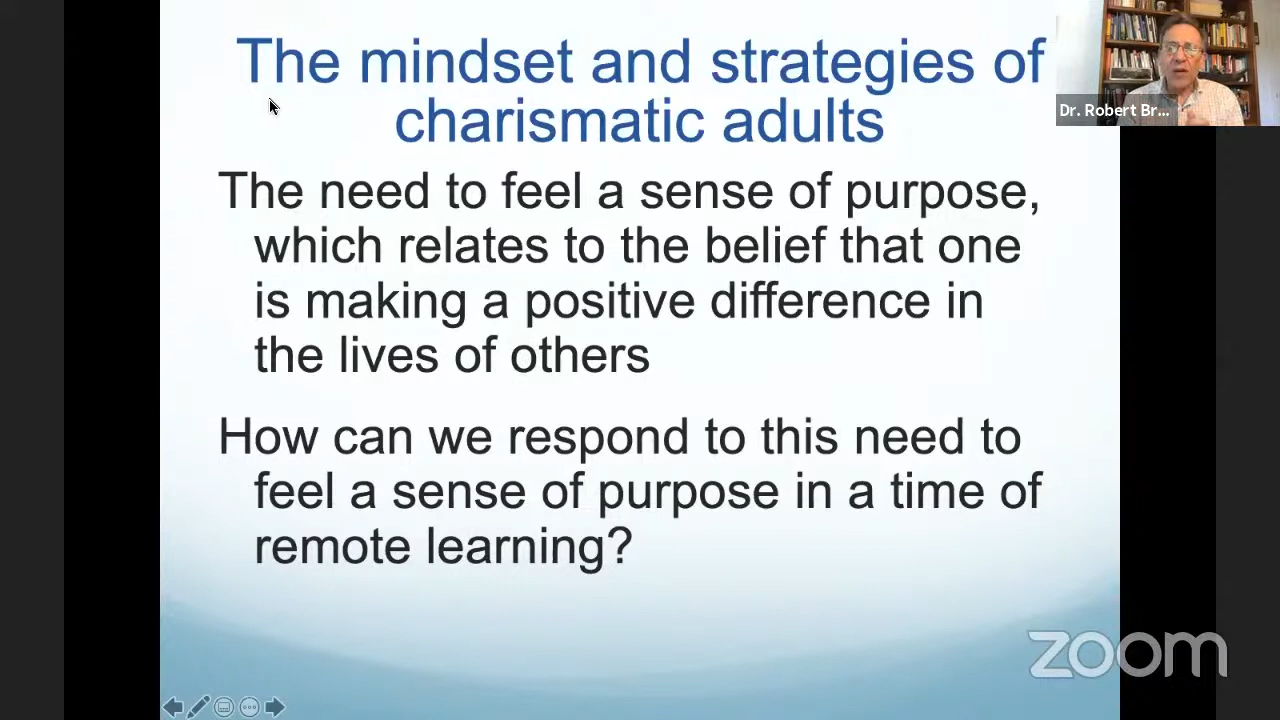 The mindset and strategies of
charismatic adults
Dr. Robert Br...
The need to feel a sense of purpose,
which relates to the belief that one
is making a positive difference in
the lives of others
How can we respond to this need to
feel a sense of purpose in a time of
remote learning?
zoom